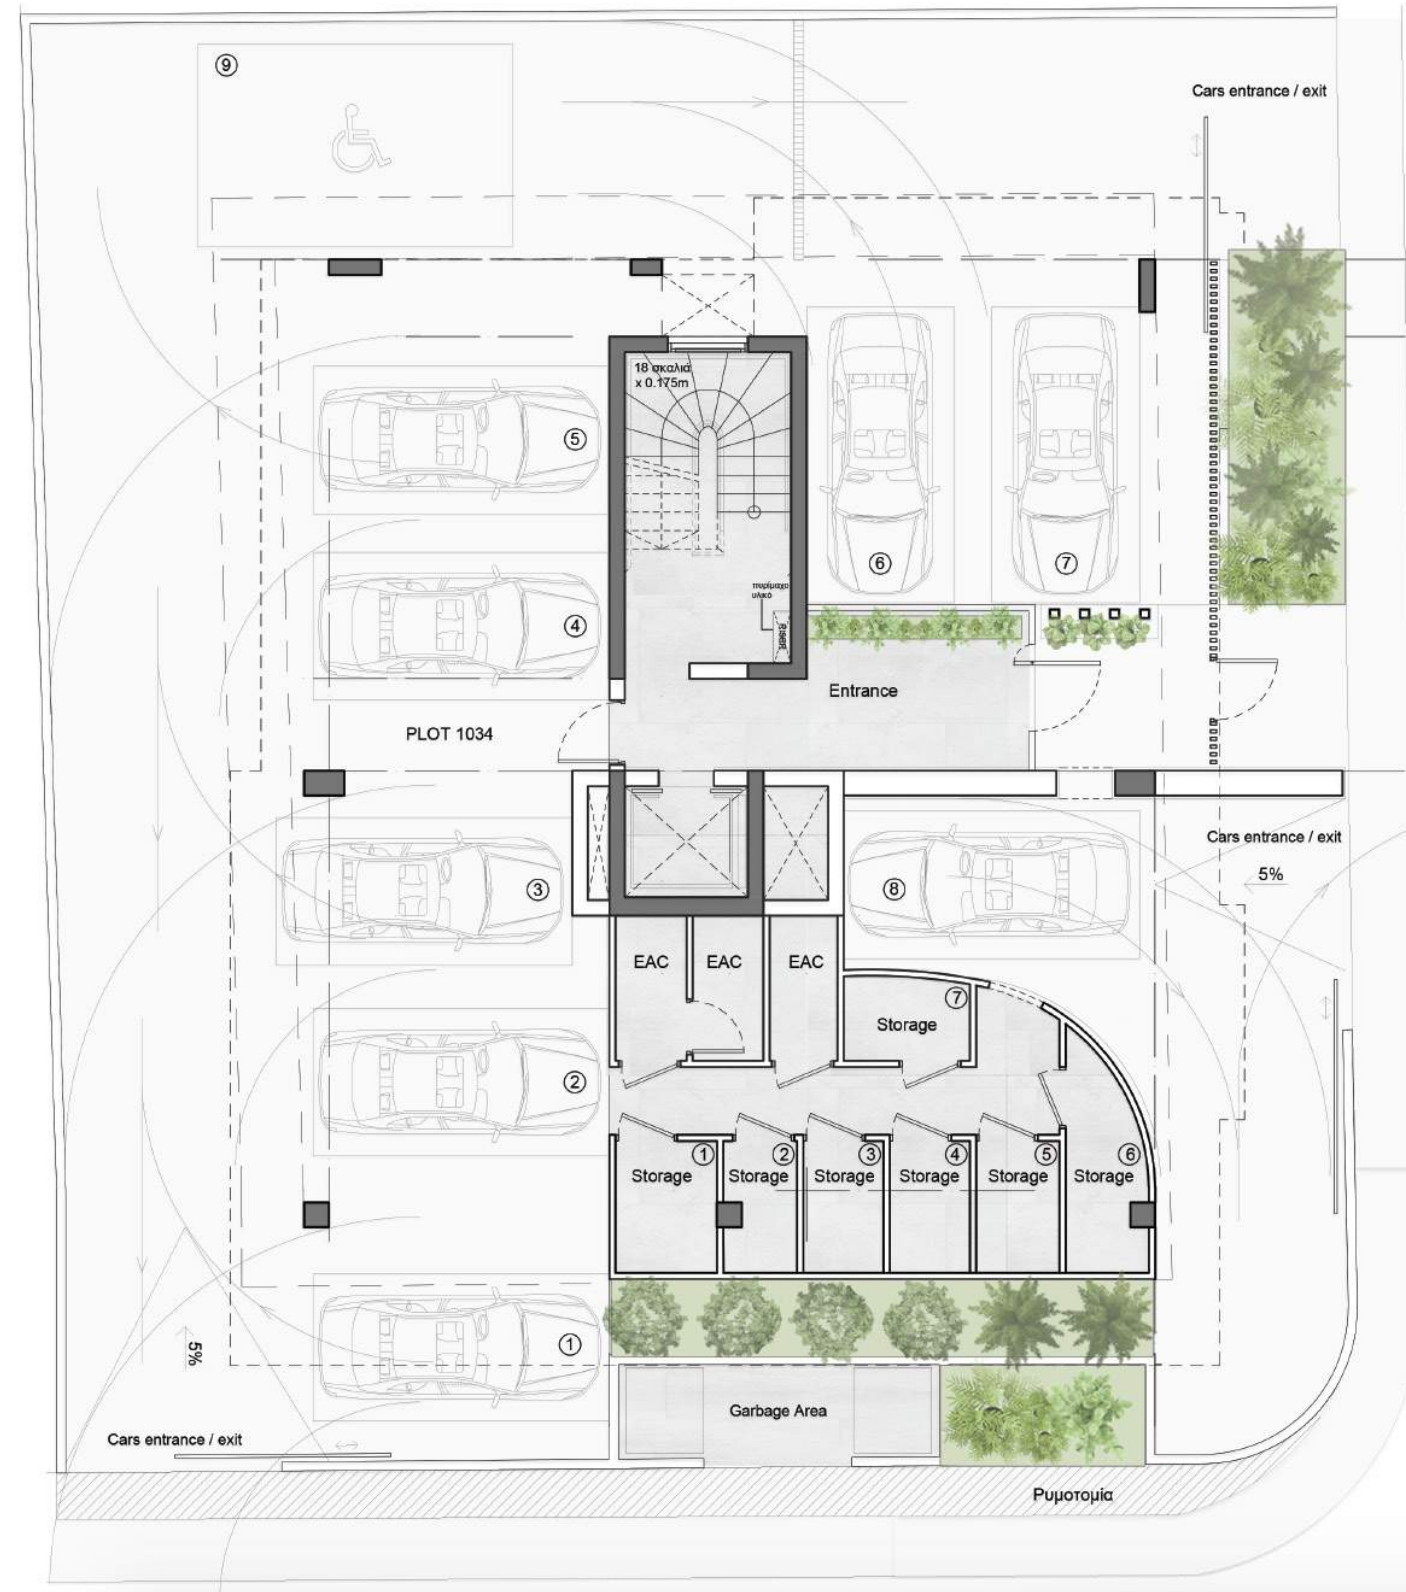 9
Cars entrance / exit
18 σκαλιά
x 0.175m
5
6
7
4
πυρίμαχο
υλικό
RISER
Entrance
PLOT 1034
Cars entrance / exit
5%
3
8
EAC
EAC
EAC
7
Storage
2
1
Storage
2
Storage
3
Storage
4
Storage
5
Storage
6
Storage
1
5%
Garbage Area
Cars entrance / exit
Ρυμοτομία